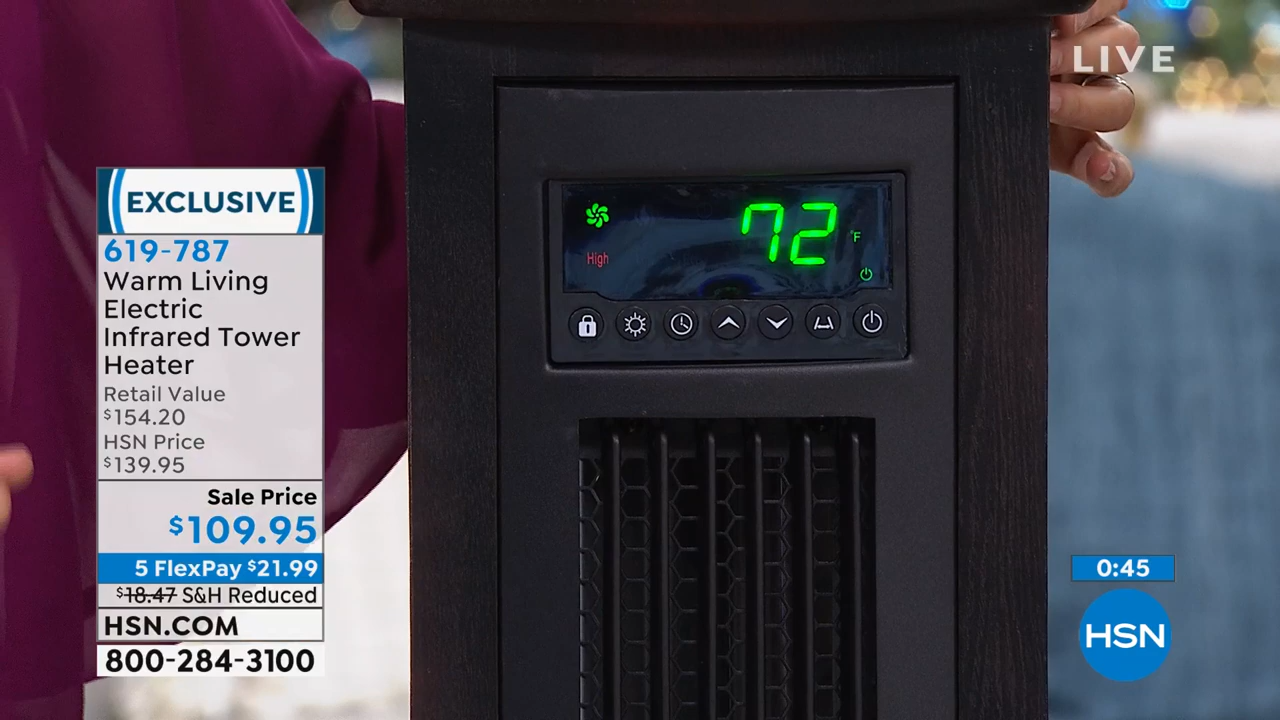 LIVE
EXCLUSIVE
619-787
Warm Living
Electric
Infrared Tower
Heater
Retail Value
$154.20
HSN Price
$139.95
Sale Price
$109.95
5 FlexPay $21.99
$18.47 S&H Reduced
HSN.COM
800-284-3100
72
°F
High
0:45
HSN